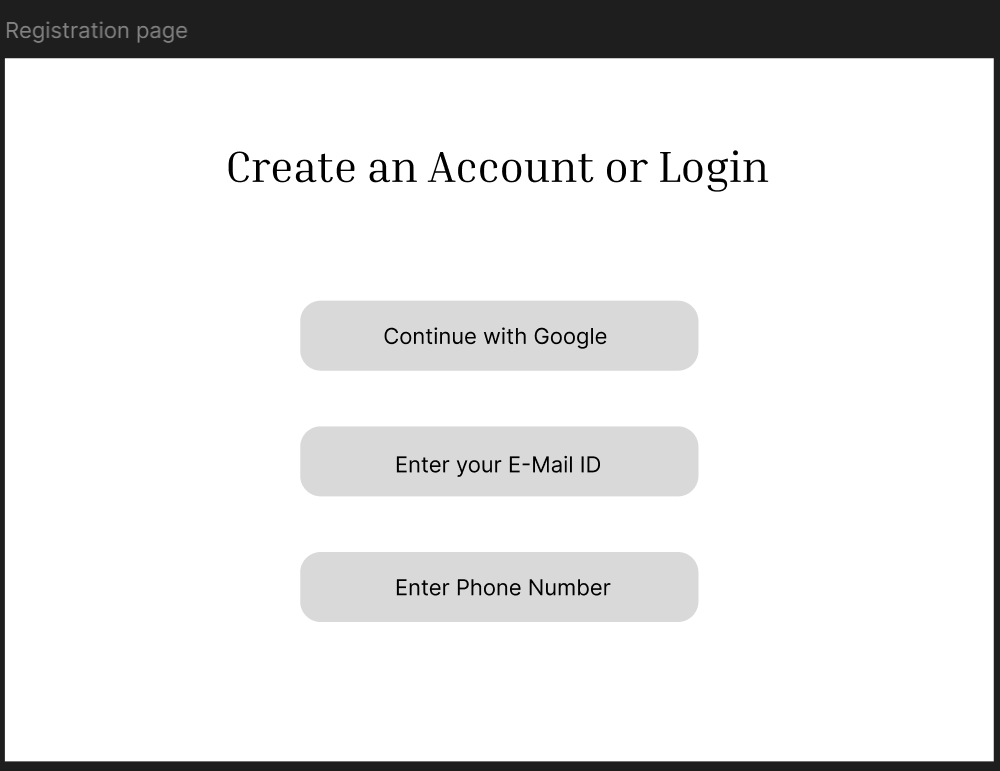 Registration page
Create an Account or Login
Continue with Google
Enter your E-Mail ID
Enter Phone Number